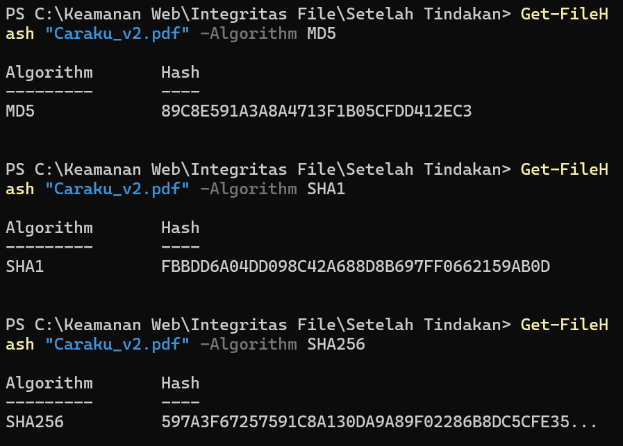 PS C:\Keamanan Web\Integritas File\Setelah Tindakan> Get-FileH
ash "Caraku_v2.pdf" -Algorithm MD5
Algorithm Hash
--------- ----
MD5 89C8E591A3A8A4713F1B05CFDD412EC3
PS C:\Keamanan Web\Integritas File\Setelah Tindakan> Get-FileH
ash "Caraku_v2.pdf" -Algorithm SHA1
Algorithm Hash
--------- ----
SHA1 FBBDD6A04DD098C42A688D8B697FF0662159AB0D
PS C:\Keamanan Web\Integritas File\Setelah Tindakan> Get-FileH
ash "Caraku_v2.pdf" -Algorithm SHA256
Algorithm Hash
--------- ----
SHA256 597A3F67257591C8A130DA9A89F02286B8DC5CFE35...